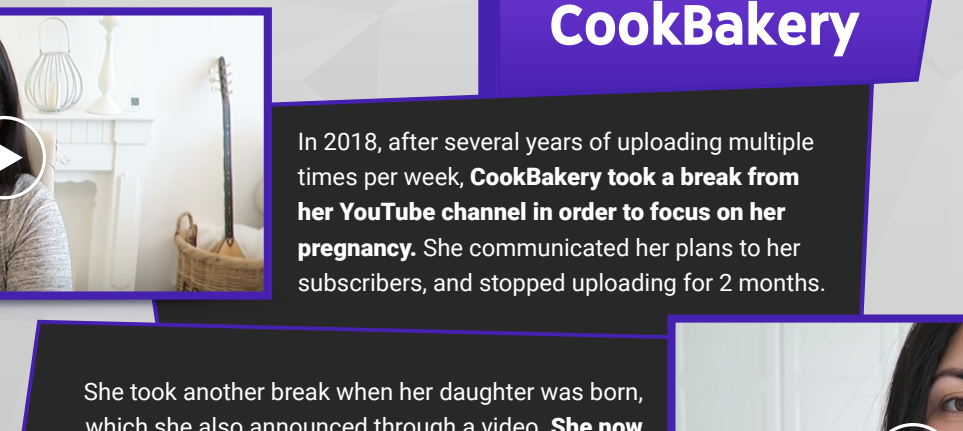 CookBakery
In 2018, after several years of uploading multiple
times per week, CookBakery took a break from
her YouTube channel in order to focus on her
pregnancy. She communicated her plans to her
subscribers, and stopped uploading for 2 months.
She took another break when her daughter was born,
which she also announced through a video. She now